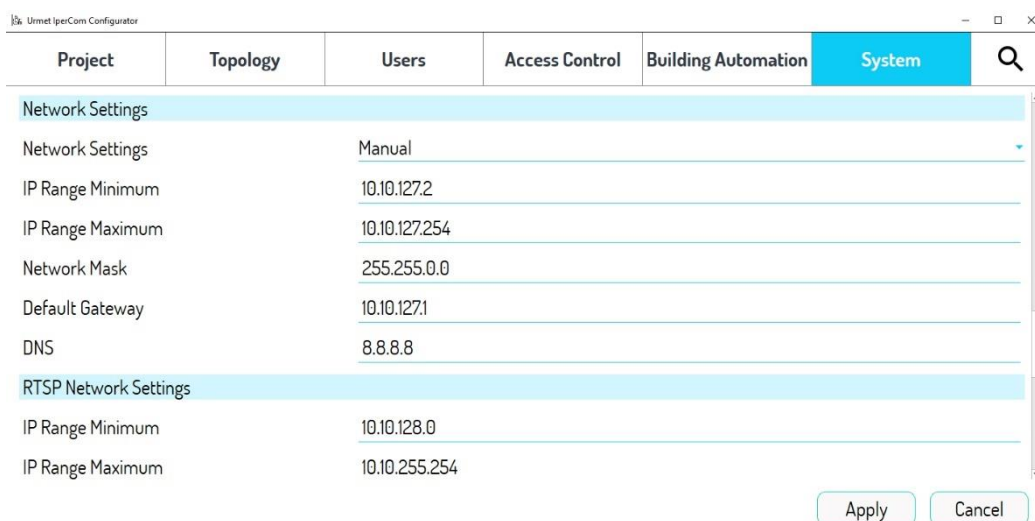 Urmet IperCom Configurator
Project Topology Users Access Control Building Automation System
Network Settings
Network Settings Manual
IP Range Minimum 10.10.127.2
IP Range Maximum 10.10.127.254
Network Mask 255.255.0.0
Default Gateway 10.10.127.1
DNS 8.8.8.8
RTSP Network Settings
IP Range Minimum 10.10.128.0
IP Range Maximum 10.10.255.254
Apply Cancel